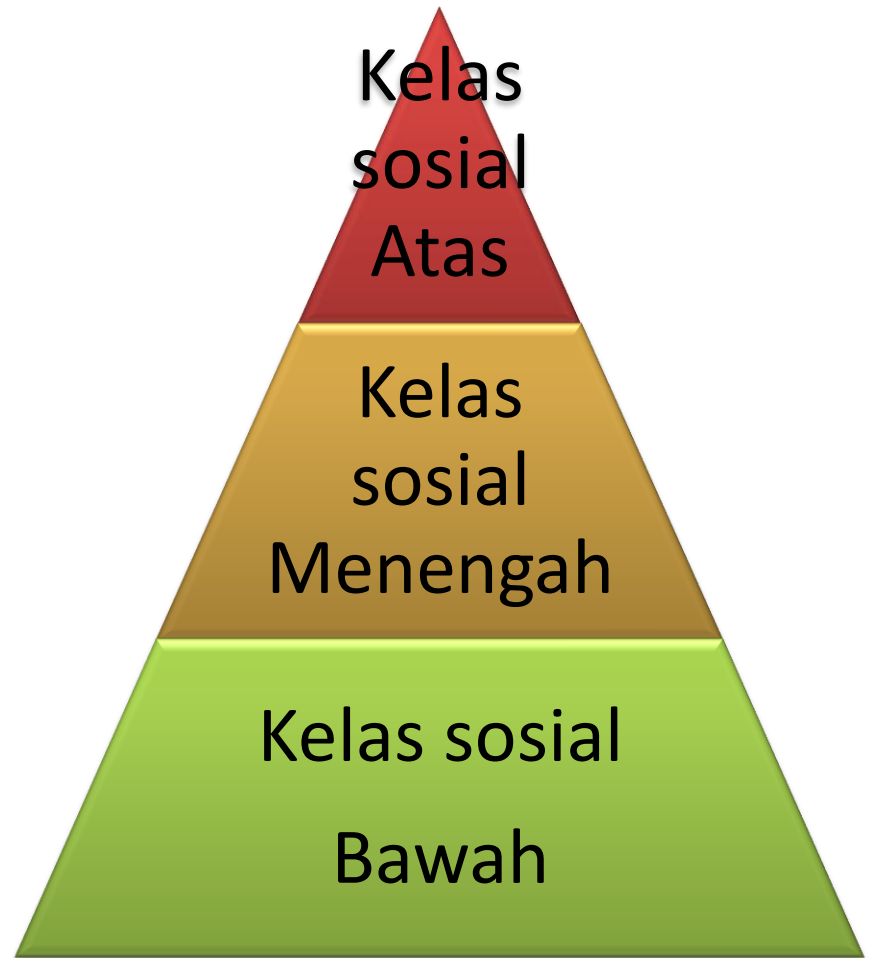 Kelas
sosial
Atas
Kelas
sosial
Menengah
Kelas sosial
Bawah